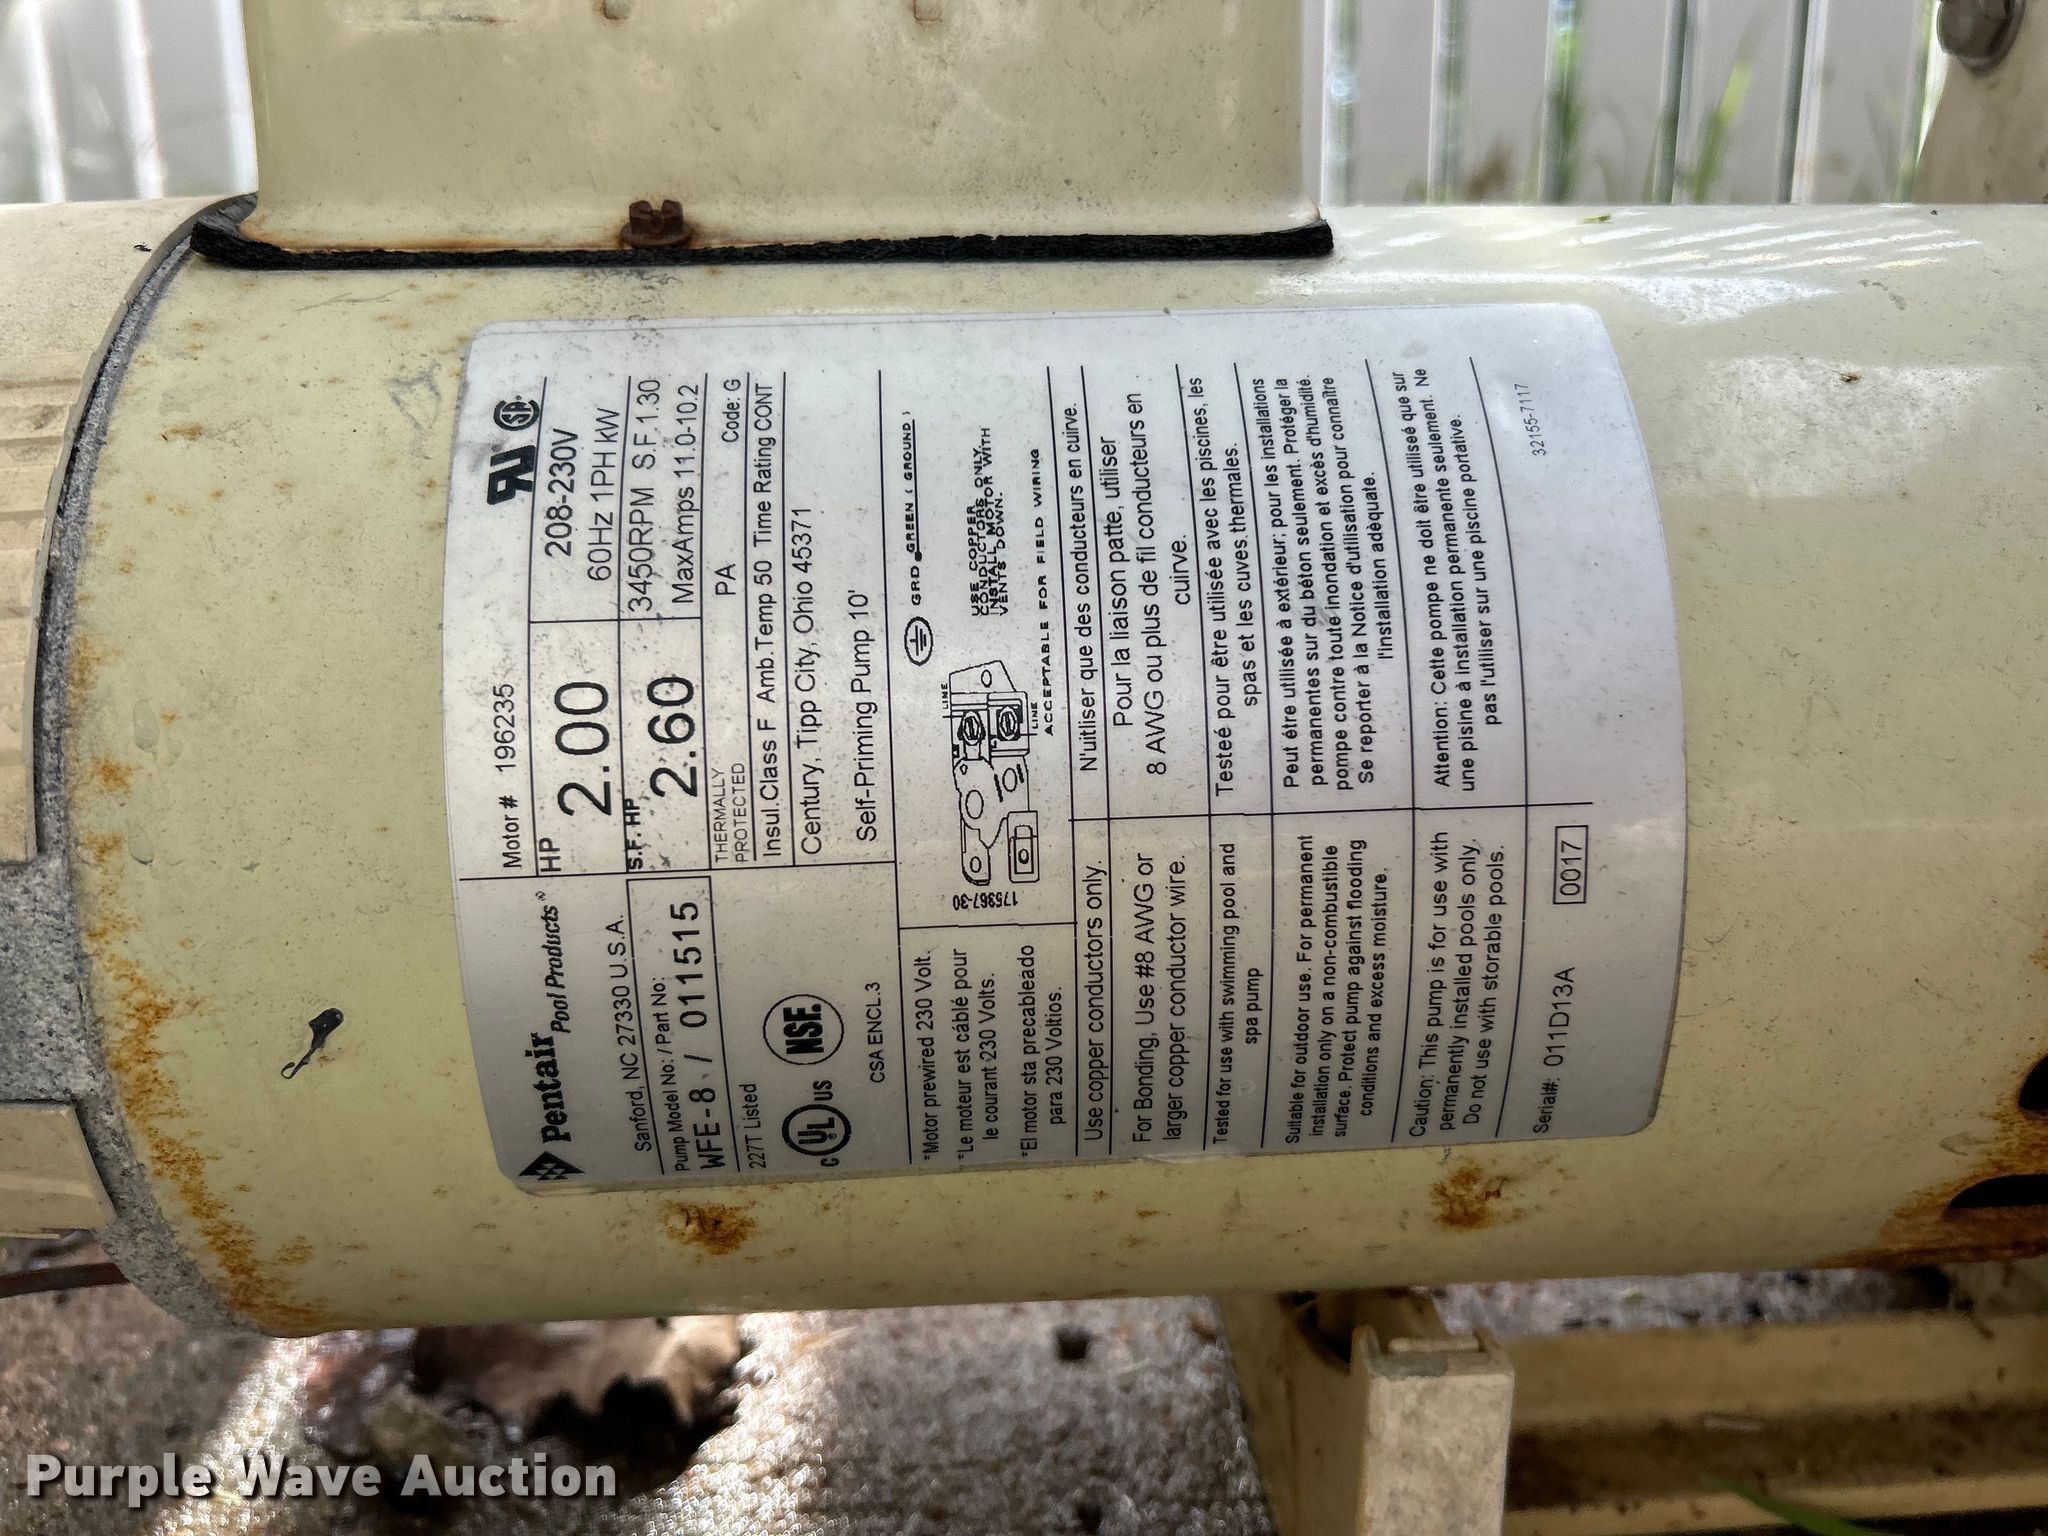 Pentair Pool Products®
Sanford, NC 27330 U.S.A.
Pump Model No: / Part No:
WFE-8 / 011515
227T Listed
c UL us
NSF.
CSA ENCL.3
Motor # 196235
HP
2.00
S.F. HP
2.60
208-230V
60Hz 1PH kW
3450RPM S.F.1.30
MaxAmps 11.0-10.2
THERMALLY
PROTECTED
PA Code: G
Insul.Class F Amb.Temp 50 Time Rating CONT
Century, Tipp City, Ohio 45371
Self-Priming Pump 10'
*Motor prewired 230 Volt.
*Le moteur est câblé pour
le courant 230 Volts.
*El motor sta precableado
para 230 Voltios.
175367-30
LINE
LINE
GRD GREEN ( GROUND )
USE COPPER
CONDUCTORS ONLY.
INSTALL MOTOR WITH
VENTS DOWN.
ACCEPTABLE FOR FIELD WIRING
Use copper conductors only.
N'uitliser que des conducteurs en cuirve.
For Bonding, Use #8 AWG or
larger copper conductor wire.
Pour la liaison patte, utiliser
8 AWG ou plus de fil conducteurs en
cuirve.
Tested for use with swimming pool and
spa pump
Testeé pour être utilisée avec les piscines, les
spas et les cuves thermales.
Suitable for outdoor use. For permanent
installation only on a non-combustible
surface. Protect pump against flooding
conditions and excess moisture.
Peut étre utilisée à extérieur; pour les installations
permanentes sur du béton seulement. Protéger la
pompe contre toute inondation et excès d'humidité.
Se reporter à la Notice d'utilisation pour connaître
l'installation adèquate.
Caution: This pump is for use with
permanently installed pools only.
Do not use with storable pools.
Attention: Cette pompe ne doit être utiliseé que sur
une pisine à installation permanente seulement. Ne
pas l'utiliser sur une piscine portative.
Serial#: 011D13A
0017
32155-7117
Purple Wave Auction